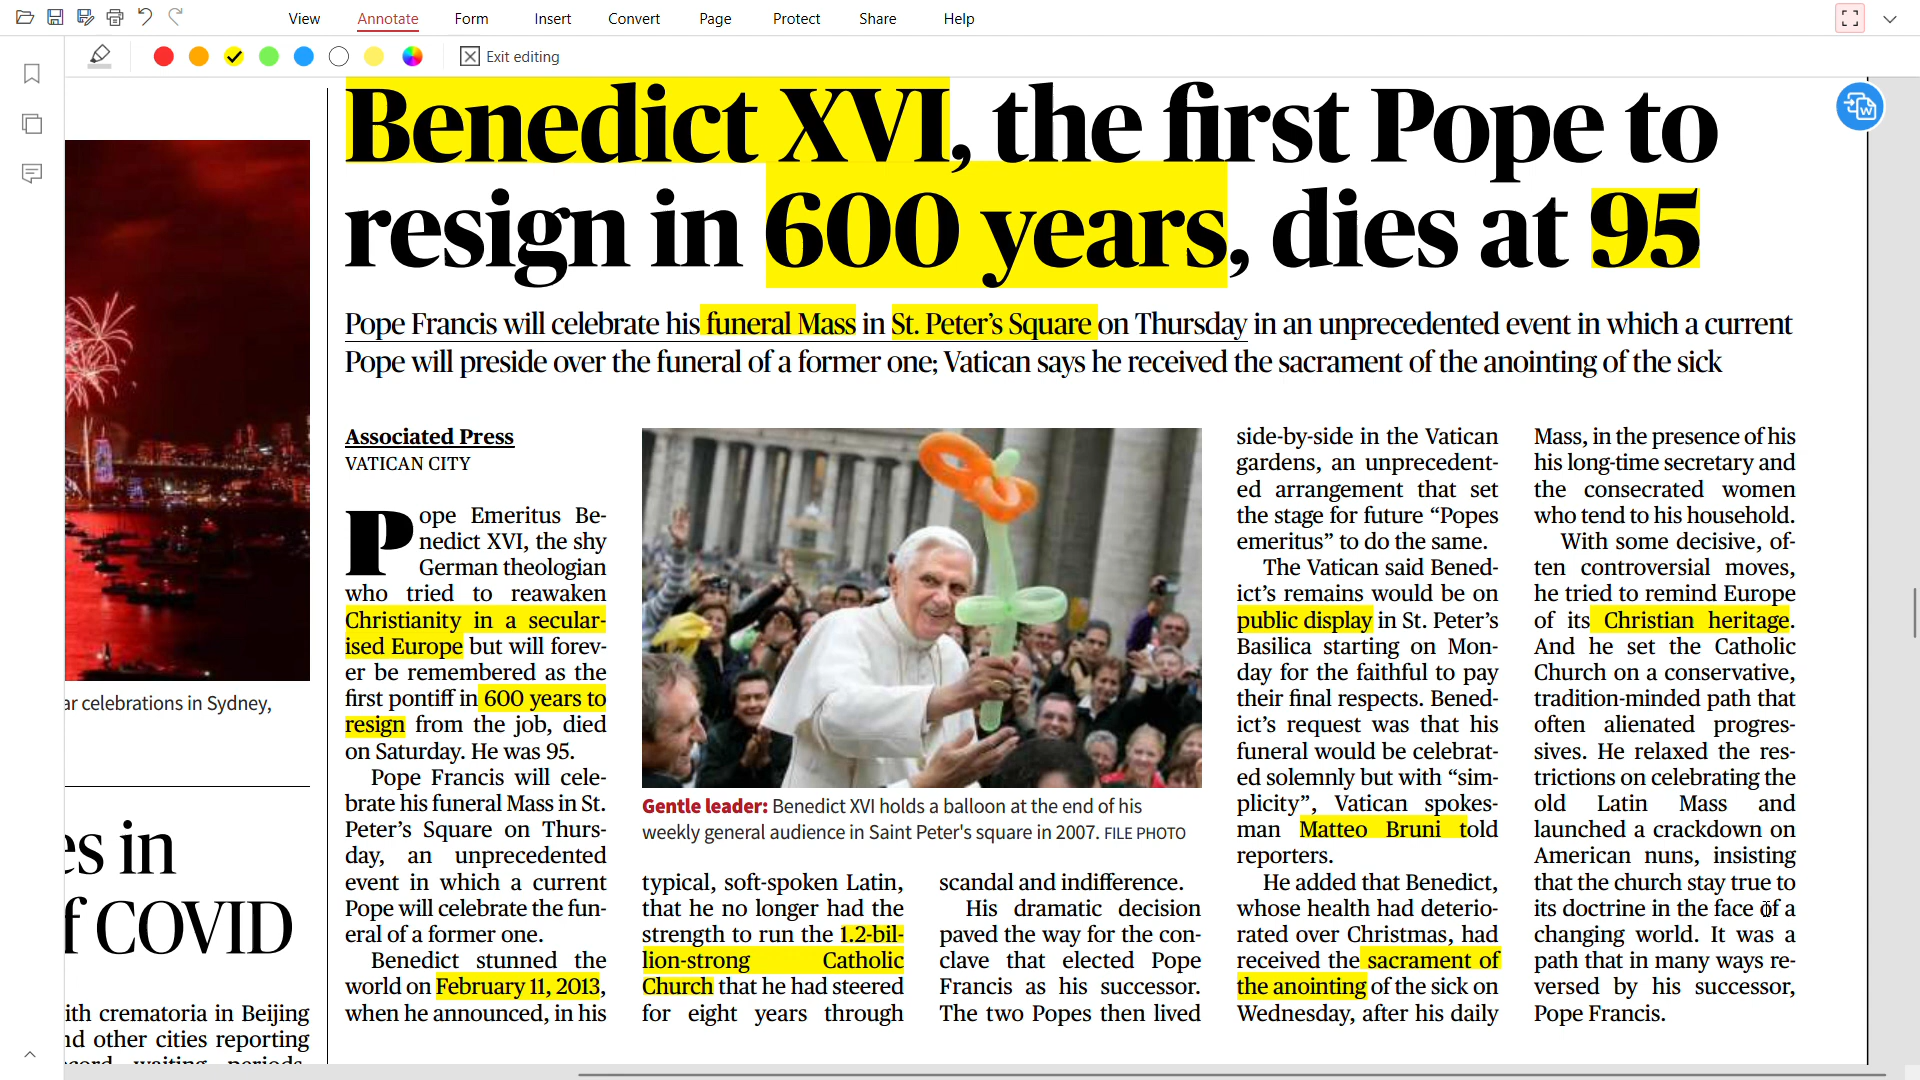 View Annotate Form Insert Convert Page Protect Share Help
Exit editing
Benedict XVI, the first Pope to
resign in 600 years, dies at 95
Pope Francis will celebrate his funeral Mass in St. Peter's Square on Thursday in an unprecedented event in which a current
Pope will preside over the funeral of a former one; Vatican says he received the sacrament of the anointing of the sick
ar celebrations in Sydney,
es in
f COVID
ith crematoria in Beijing
nd other cities reporting
waiting periods
Associated Press
VATICAN CITY
Pope Emeritus Be-
nedict XVI, the shy
German theologian
who tried to reawaken
Christianity in a secular-
ised Europe but will forev-
er be remembered as the
first pontiff in 600 years to
resign from the job, died
on Saturday. He was 95.
Pope Francis will cele-
brate his funeral Mass in St.
Peter's Square on Thurs-
day, an unprecedented
event in which a current
Pope will celebrate the fun-
eral of a former one.
Benedict stunned the
world on February 11, 2013,
when he announced, in his
Gentle leader: Benedict XVI holds a balloon at the end of his
weekly general audience in Saint Peter's square in 2007. FILE PHOTO
typical, soft-spoken Latin,
that he no longer had the
strength to run the 1.2-bil-
lion-strong Catholic
Church that he had steered
for eight years through
scandal and indifference.
His dramatic decision
paved the way for the con-
clave that elected Pope
Francis as his successor.
The two Popes then lived
side-by-side in the Vatican
gardens, an unprecedent-
ed arrangement that set
the stage for future “Popes
emeritus” to do the same.
The Vatican said Bened-
ict's remains would be on
public display in St. Peter's
Basilica starting on Mon-
day for the faithful to pay
their final respects. Bened-
ict's request was that his
funeral would be celebrat-
ed solemnly but with “sim-
plicity”, Vatican spokes-
man Matteo Bruni told
reporters.
He added that Benedict,
whose health had deterio-
rated over Christmas, had
received the sacrament of
the anointing of the sick on
Wednesday, after his daily
Mass, in the presence of his
his long-time secretary and
the consecrated women
who tend to his household.
With some decisive, of-
ten controversial moves,
he tried to remind Europe
of its Christian heritage.
And he set the Catholic
Church on a conservative,
tradition-minded path that
often alienated progres-
sives. He relaxed the res-
trictions on celebrating the
old Latin Mass and
launched a crackdown on
American nuns, insisting
that the church stay true to
its doctrine in the face of a
changing world. It was a
path that in many ways re-
versed by his successor,
Pope Francis.